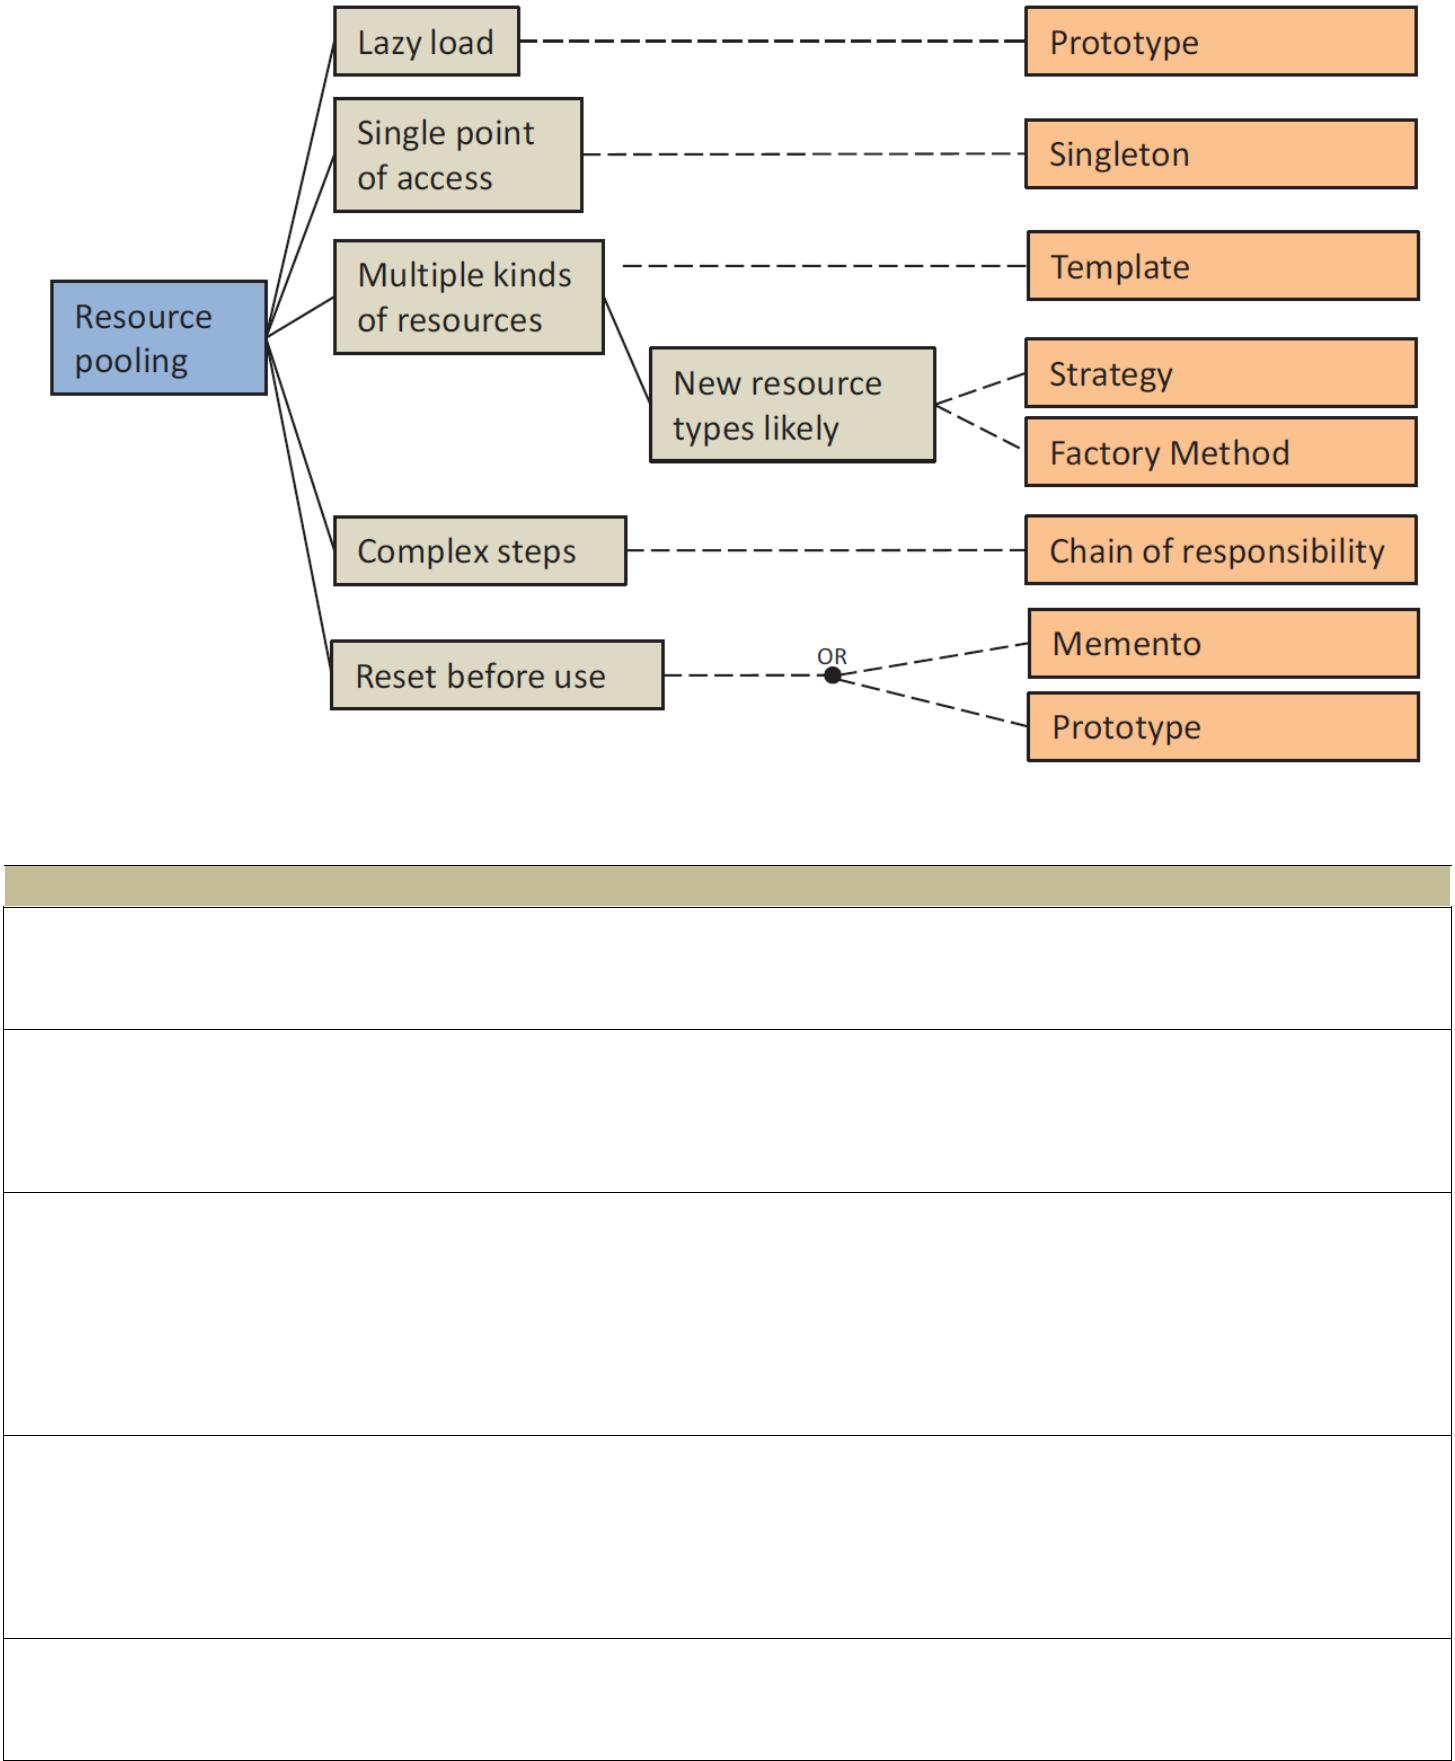 Lazy load
Prototype
Single point
of access
Singleton
Multiple kinds
of resources
Template
Resource
pooling
New resource
types likely
Strategy
Factory Method
Complex steps
Chain of responsibility
Reset before use
OR
Memento
Prototype